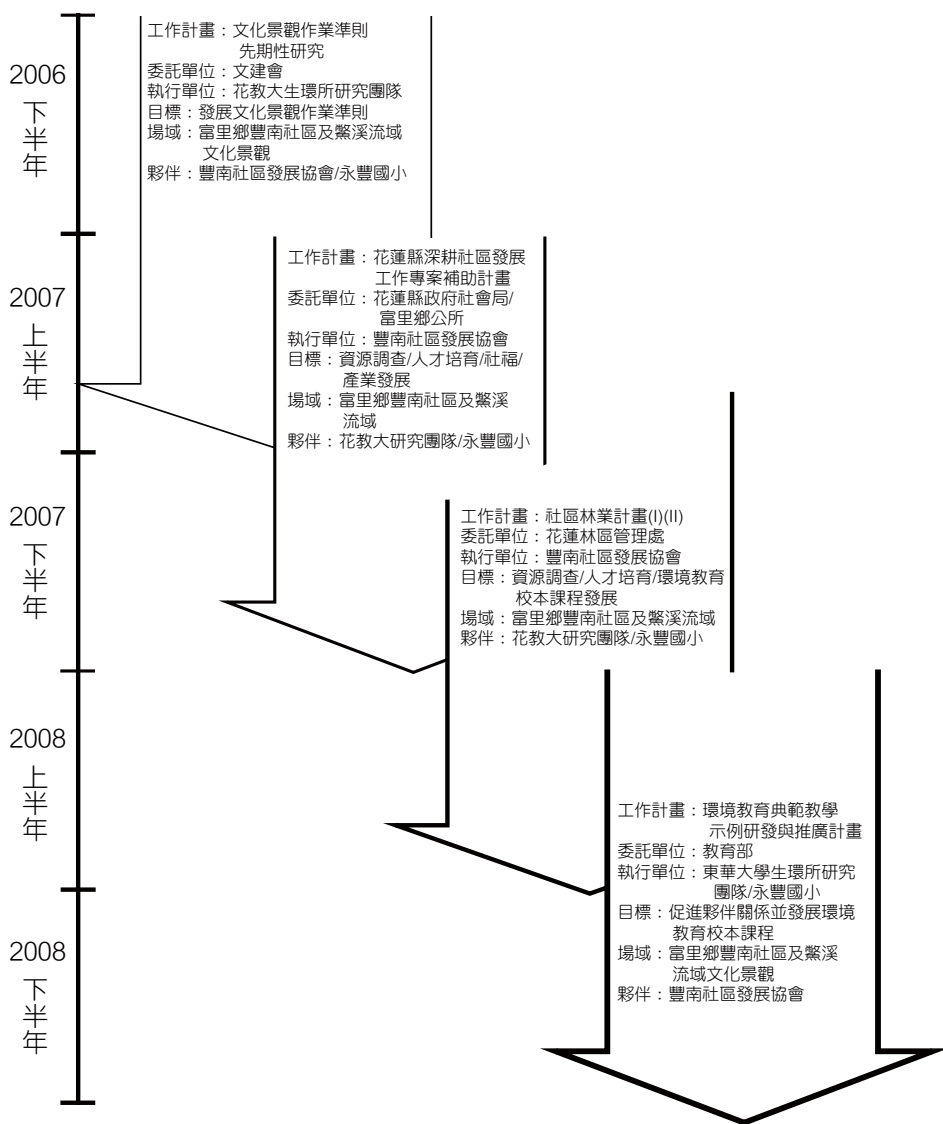 2006
下半年
工作計畫：文化景觀作業準則
先期性研究
委託單位：文建會
執行單位：花教大生環所研究團隊
目標：發展文化景觀作業準則
場域：富里鄉豐南社區及鱉溪流域
文化景觀
夥伴：豐南社區發展協會/永豐國小
2007
上半年
工作計畫：花蓮縣深耕社區發展
工作專案補助計畫
委託單位：花蓮縣政府社會局/
富里鄉公所
執行單位：豐南社區發展協會
目標：資源調查/人才培育/社福/
產業發展
場域：富里鄉豐南社區及鱉溪
流域
夥伴：花教大研究團隊/永豐國小
2007
下半年
工作計畫：社區林業計畫(I)(II)
委託單位：花蓮林區管理處
執行單位：豐南社區發展協會
目標：資源調查/人才培育/環境教育
校本課程發展
場域：富里鄉豐南社區及鱉溪流域
夥伴：花教大研究團隊/永豐國小
2008
上半年
工作計畫：環境教育典範教學
示例研發與推廣計畫
委託單位：教育部
執行單位：東華大學生環所研究
團隊/永豐國小
目標：促進夥伴關係並發展環境
教育校本課程
場域：富里鄉豐南社區及鱉溪
流域文化景觀
夥伴：豐南社區發展協會
2008
下半年